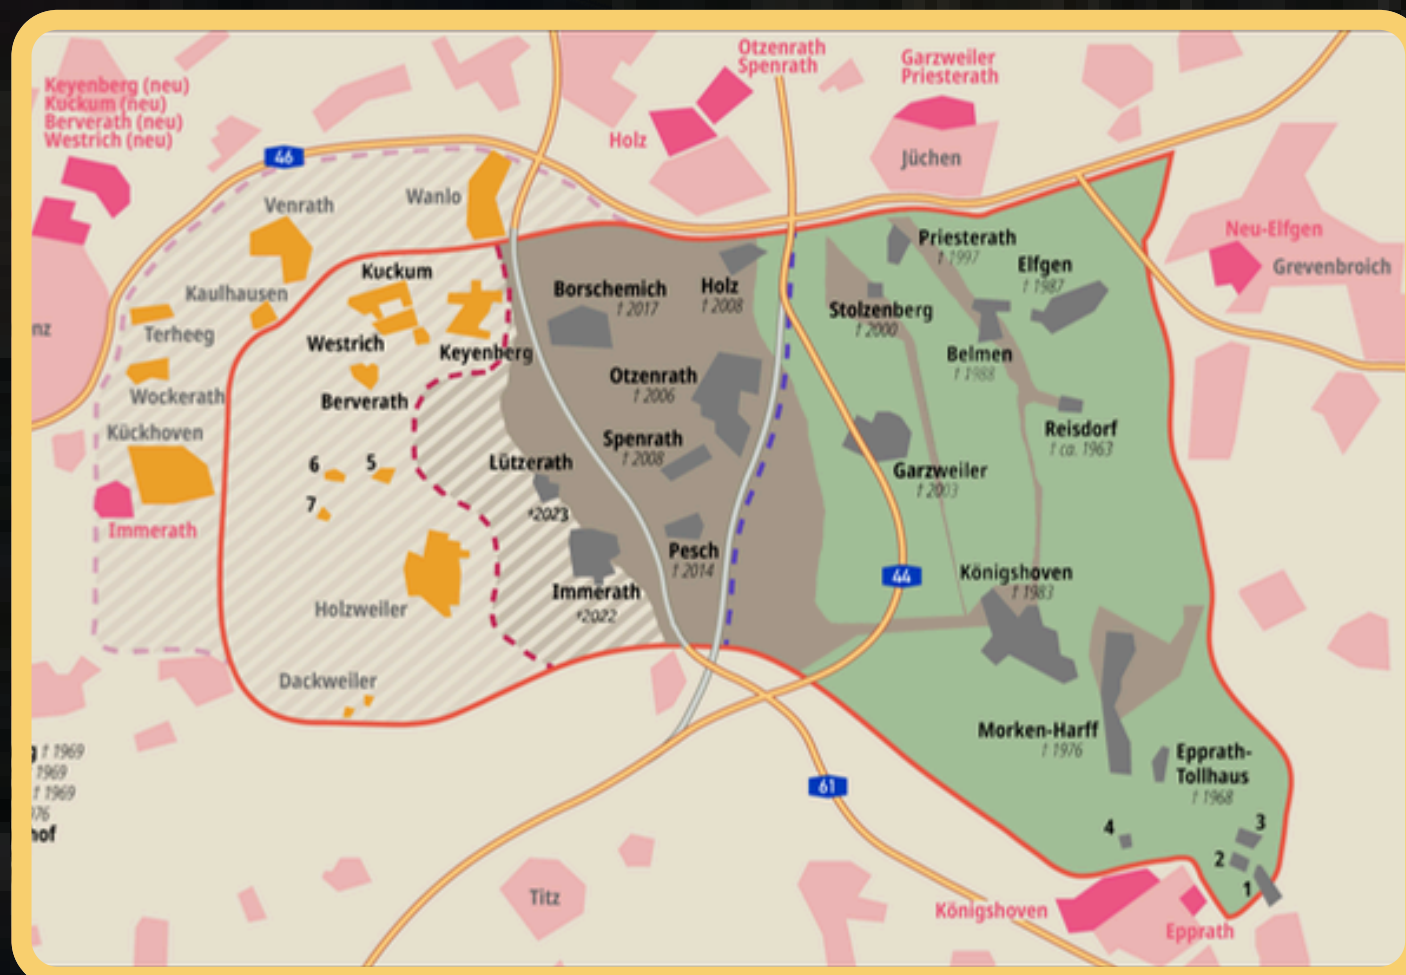 Keyenberg (neu)
Kuckum (neu)
Berverath (neu)
Westrich (neu)
Otzenrath
Spenrath
Holz
Garzweiler
Priesterath
Jüchen
46
Venrath
Wanlo
Kaulhausen
Terheeg
Wockerath
Kückhoven
Immerath
Kuckum
Westrich
Keyenberg
Berverath
6
5
7
Holzweiler
Dackweiler
Borschemich
† 2017
Holz
† 2008
Otzenrath
† 2006
Spenrath
† 2008
Lützerath
*2023
Immerath
*2022
Pesch
† 2014
Priesterath
† 1997
Elfgen
† 1987
Stolzenberg
† 2000
Belmen
† 1988
Reisdorf
† ca. 1963
Garzweiler
† 2003
Neu-Elfgen
Grevenbroich
44
Königshoven
† 1983
Morken-Harff
† 1976
Epprath-
Tollhaus
† 1968
4
3
2
1
61
Königshoven
Epprath
Titz
nz
g † 1969
1969
† 1969
76
hof